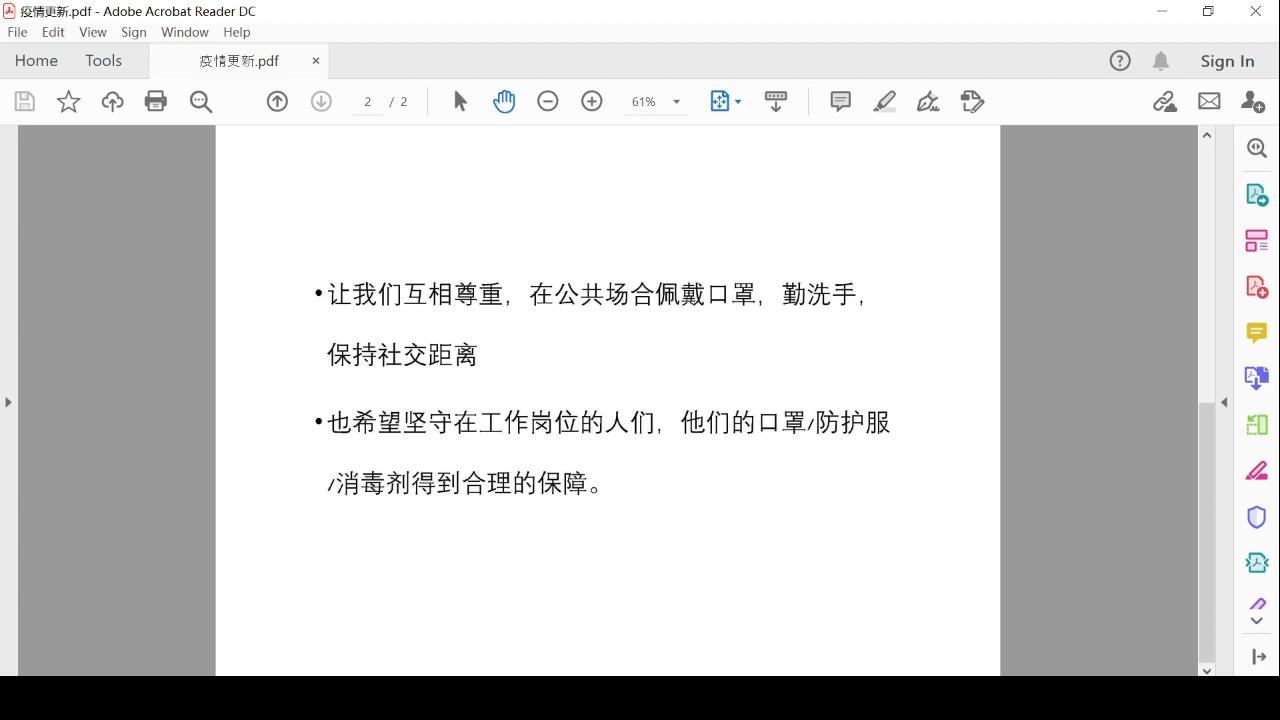 疫情更新.pdf - Adobe Acrobat Reader DC
File Edit View Sign Window Help
Home Tools 疫情更新.pdf × Sign In
2 / 2 61%
•让我们互相尊重，在公共场合佩戴口罩，勤洗手，
保持社交距离
•也希望坚守在工作岗位的人们，他们的口罩/防护服
/消毒剂得到合理的保障。